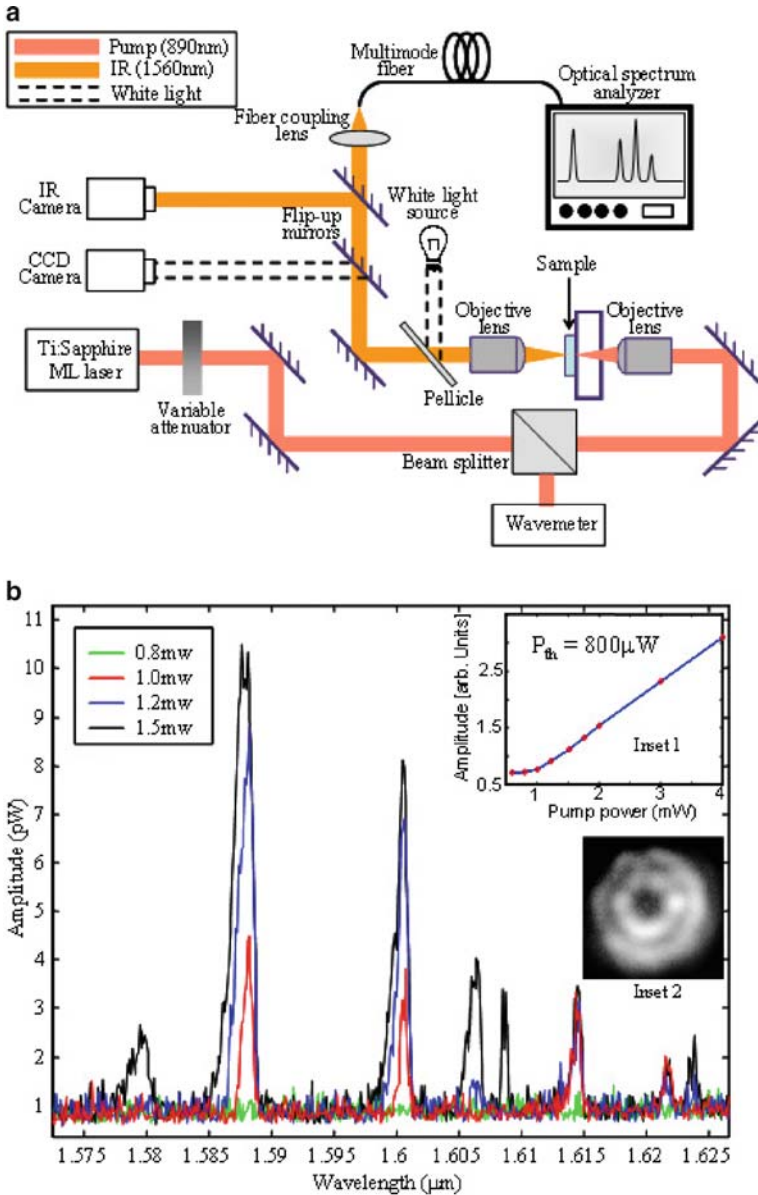 a
Pump (890nm)
IR (1560nm)
White light
Multimode
fiber
Optical spectrum
analyzer
Fiber coupling
lens
IR
Camera
Flip-up
mirrors
White light
source
CCD
Camera
Sample
Objective
lens
Objective
lens
Ti:Sapphire
ML laser
Variable
attenuator
Pellicle
Beam splitter
Wavemeter
b
11
10
9
8
7
6
5
4
3
2
1
Amplitude (pW)
0.8mw
1.0mw
1.2mw
1.5mw
Amplitude [arb. Units]
2.5
1.5
0.5
P_th = 800μW
Inset 1
1 2 3 4
Pump power (mW)
Inset 2
1.575 1.58 1.585 1.59 1.595 1.6 1.605 1.61 1.615 1.62 1.625
Wavelength (μm)